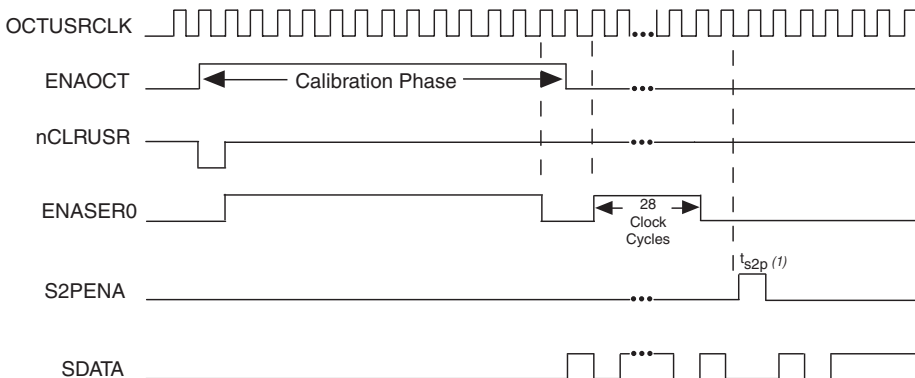 OCTUSRCLK
ENAOCT
Calibration Phase
nCLRUSR
ENASER0
28
Clock
Cycles
ts2p (1)
S2PENA
SDATA